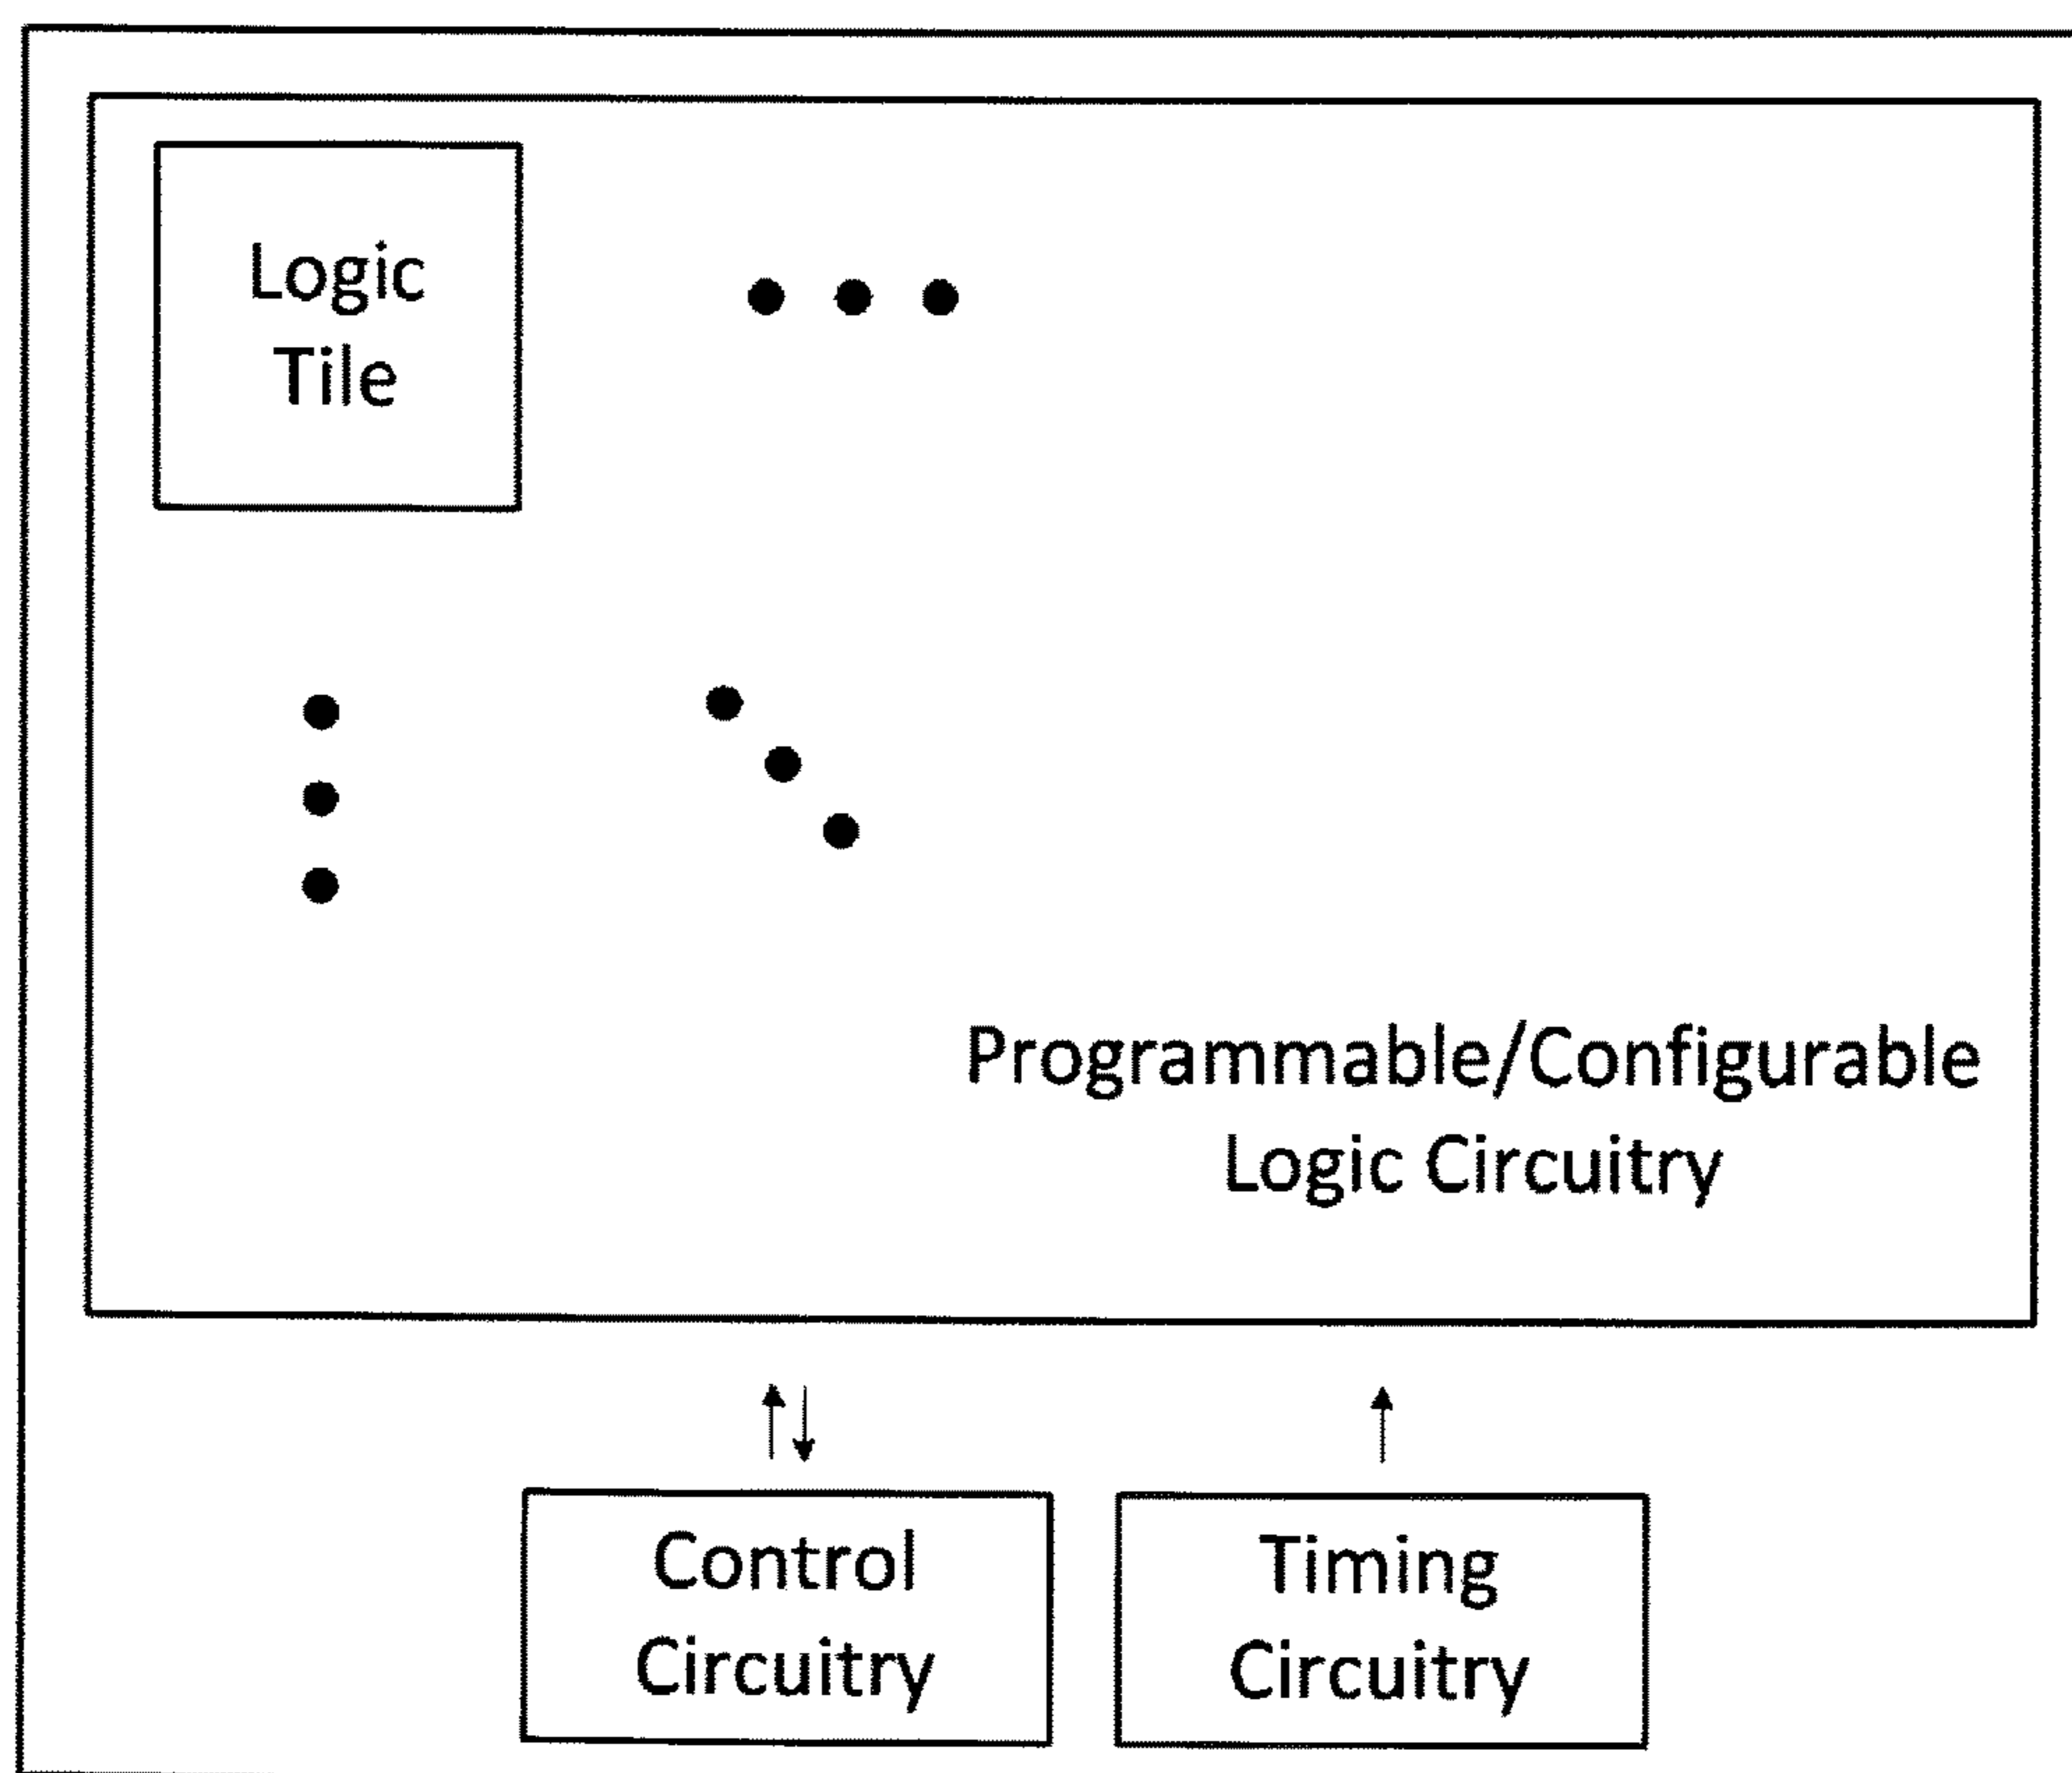 Logic
Tile
Programmable/Configurable
Logic Circuitry
Control
Circuitry
Timing
Circuitry